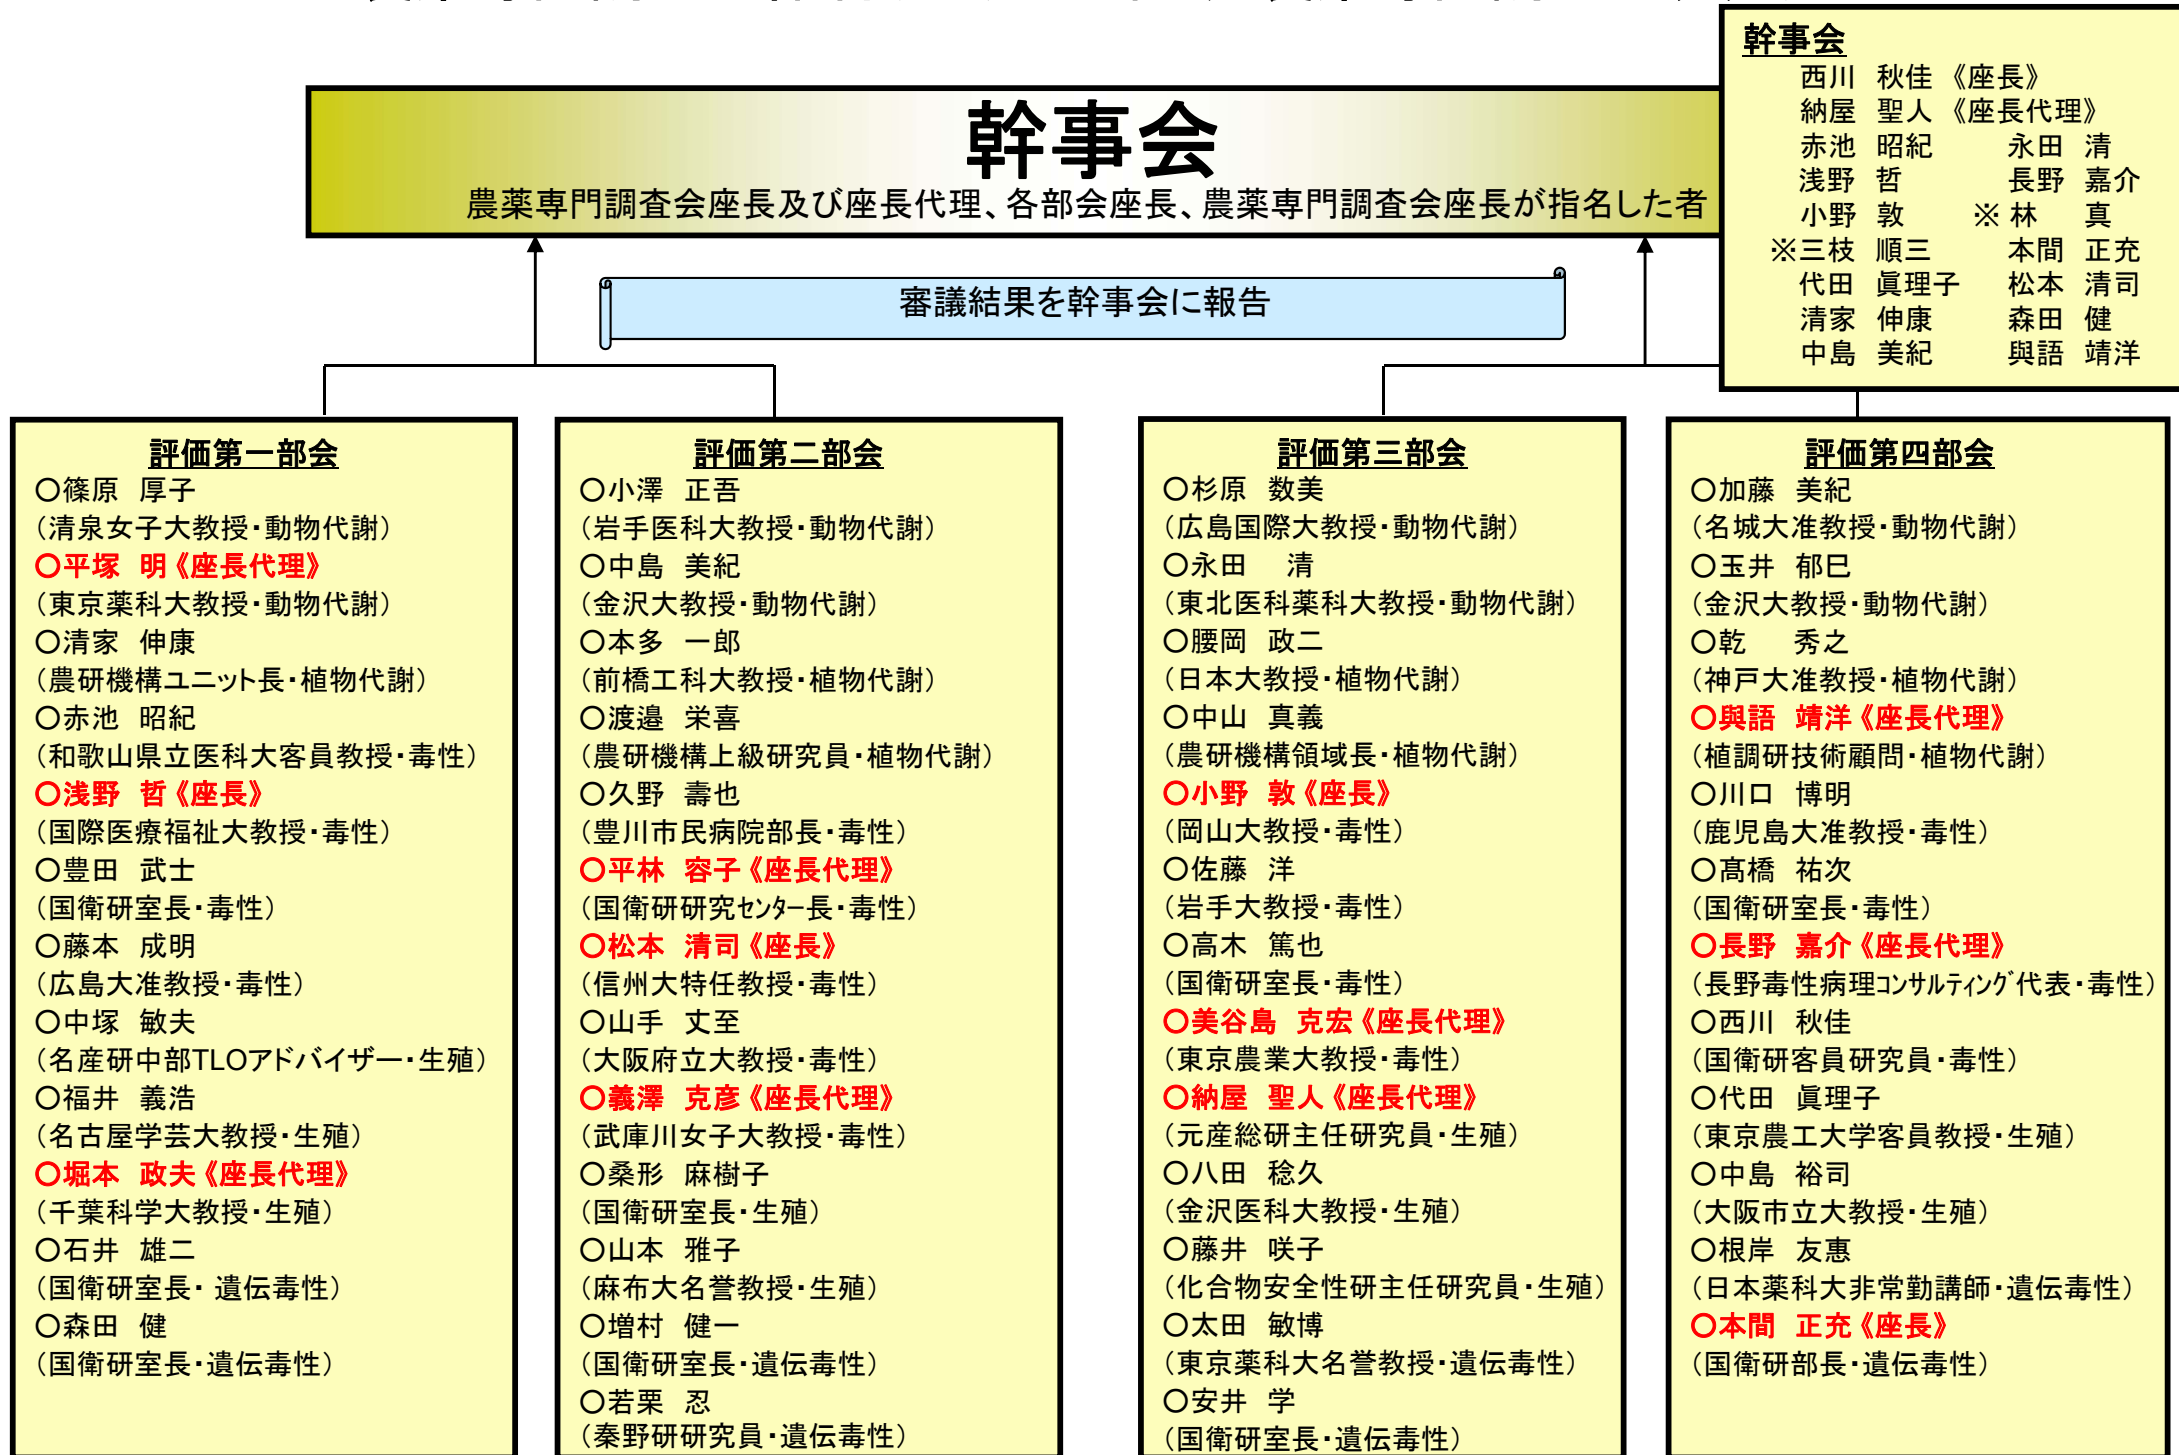 幹事会
農薬専門調査会座長及び座長代理、各部会座長、農薬専門調査会座長が指名した者
幹事会
西川 秋佳 《座長》
納屋 聖人 《座長代理》
赤池 昭紀 永田 清
浅野 哲 長野 嘉介
小野 敦 ※ 林 真
※三枝 順三 本間 正充
代田 眞理子 松本 清司
清家 伸康 森田 健
中島 美紀 與語 靖洋
審議結果を幹事会に報告
評価第一部会
○篠原 厚子
(清泉女子大教授・動物代謝)
○平塚 明《座長代理》
(東京薬科大教授・動物代謝)
○清家 伸康
(農研機構ユニット長・植物代謝)
○赤池 昭紀
(和歌山県立医科大客員教授・毒性)
○浅野 哲《座長》
(国際医療福祉大教授・毒性)
○豊田 武士
(国衛研室長・毒性)
○藤本 成明
(広島大准教授・毒性)
○中塚 敏夫
(名産研中部TLOアドバイザー・生殖)
○福井 義浩
(名古屋学芸大教授・生殖)
○堀本 政夫《座長代理》
(千葉科学大教授・生殖)
○石井 雄二
(国衛研室長・ 遺伝毒性)
○森田 健
(国衛研室長・遺伝毒性)
評価第二部会
○小澤 正吾
(岩手医科大教授・動物代謝)
○中島 美紀
(金沢大教授・動物代謝)
○本多 一郎
(前橋工科大教授・植物代謝)
○渡邉 栄喜
(農研機構上級研究員・植物代謝)
○久野 壽也
(豊川市民病院部長・毒性)
○平林 容子《座長代理》
(国衛研研究センター長・毒性)
○松本 清司《座長》
(信州大特任教授・毒性)
○山手 丈至
(大阪府立大教授・毒性)
○義澤 克彦《座長代理》
(武庫川女子大教授・毒性)
○桑形 麻樹子
(国衛研室長・生殖)
○山本 雅子
(麻布大名誉教授・生殖)
○増村 健一
(国衛研室長・遺伝毒性)
○若栗 忍
(秦野研研究員・遺伝毒性)
評価第三部会
○杉原 数美
(広島国際大教授・動物代謝)
○永田 清
(東北医科薬科大教授・動物代謝)
○腰岡 政二
(日本大教授・植物代謝)
○中山 真義
(農研機構領域長・植物代謝)
○小野 敦《座長》
(岡山大教授・毒性)
○佐藤 洋
(岩手大教授・毒性)
○高木 篤也
(国衛研室長・毒性)
○美谷島 克宏《座長代理》
(東京農業大教授・毒性)
○納屋 聖人《座長代理》
(元産総研主任研究員・生殖)
○八田 稔久
(金沢医科大教授・生殖)
○藤井 咲子
(化合物安全性研主任研究員・生殖)
○太田 敏博
(東京薬科大名誉教授・遺伝毒性)
○安井 学
(国衛研室長・遺伝毒性)
評価第四部会
○加藤 美紀
(名城大准教授・動物代謝)
○玉井 郁巳
(金沢大教授・動物代謝)
○乾 秀之
(神戸大准教授・植物代謝)
○與語 靖洋《座長代理》
(植調研技術顧問・植物代謝)
○川口 博明
(鹿児島大准教授・毒性)
○髙橋 祐次
(国衛研室長・毒性)
○長野 嘉介《座長代理》
(長野毒性病理コンサルティング代表・毒性)
○西川 秋佳
(国衛研客員研究員・毒性)
○代田 眞理子
(東京農工大学客員教授・生殖)
○中島 裕司
(大阪市立大教授・生殖)
○根岸 友惠
(日本薬科大非常勤講師・遺伝毒性)
○本間 正充《座長》
(国衛研部長・遺伝毒性)